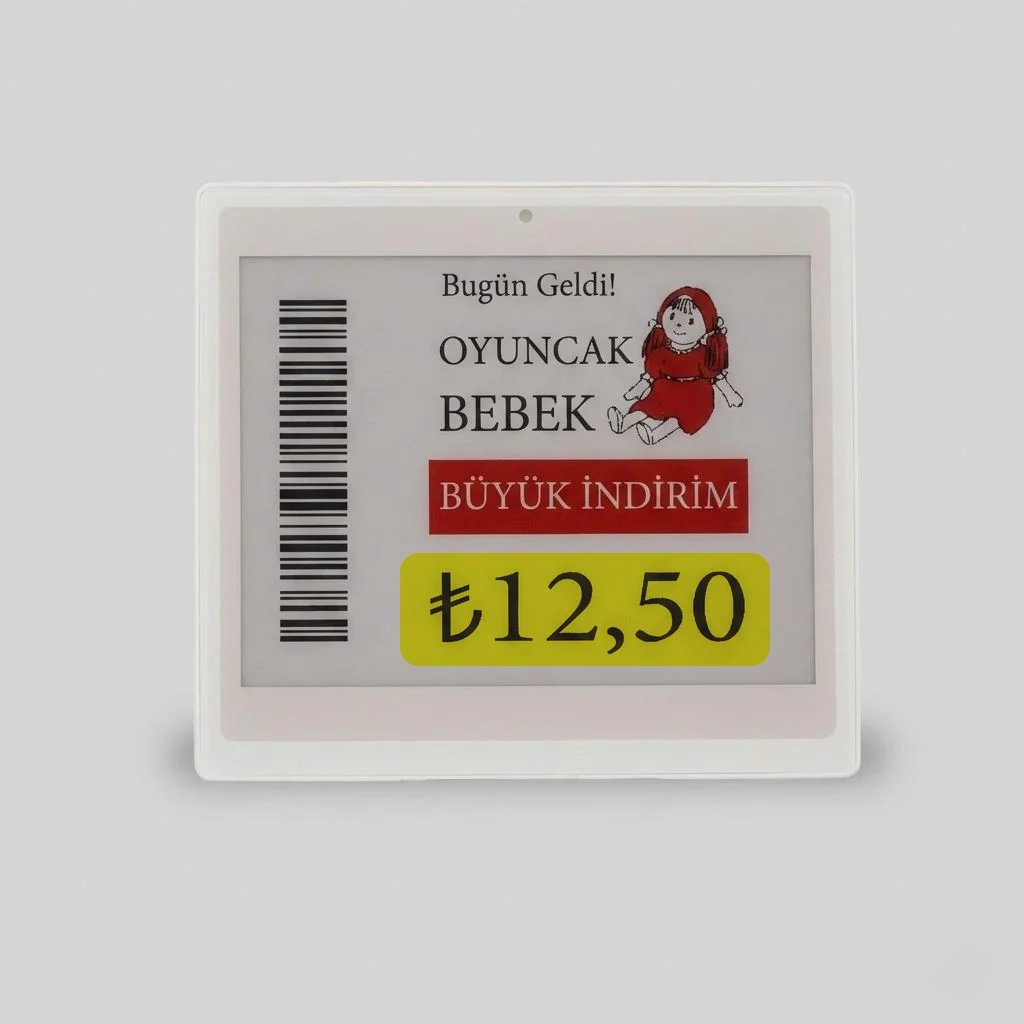 Bugün Geldi!
OYUNCAK
BEBEK
BÜYÜK İNDİRİM
₺12,50